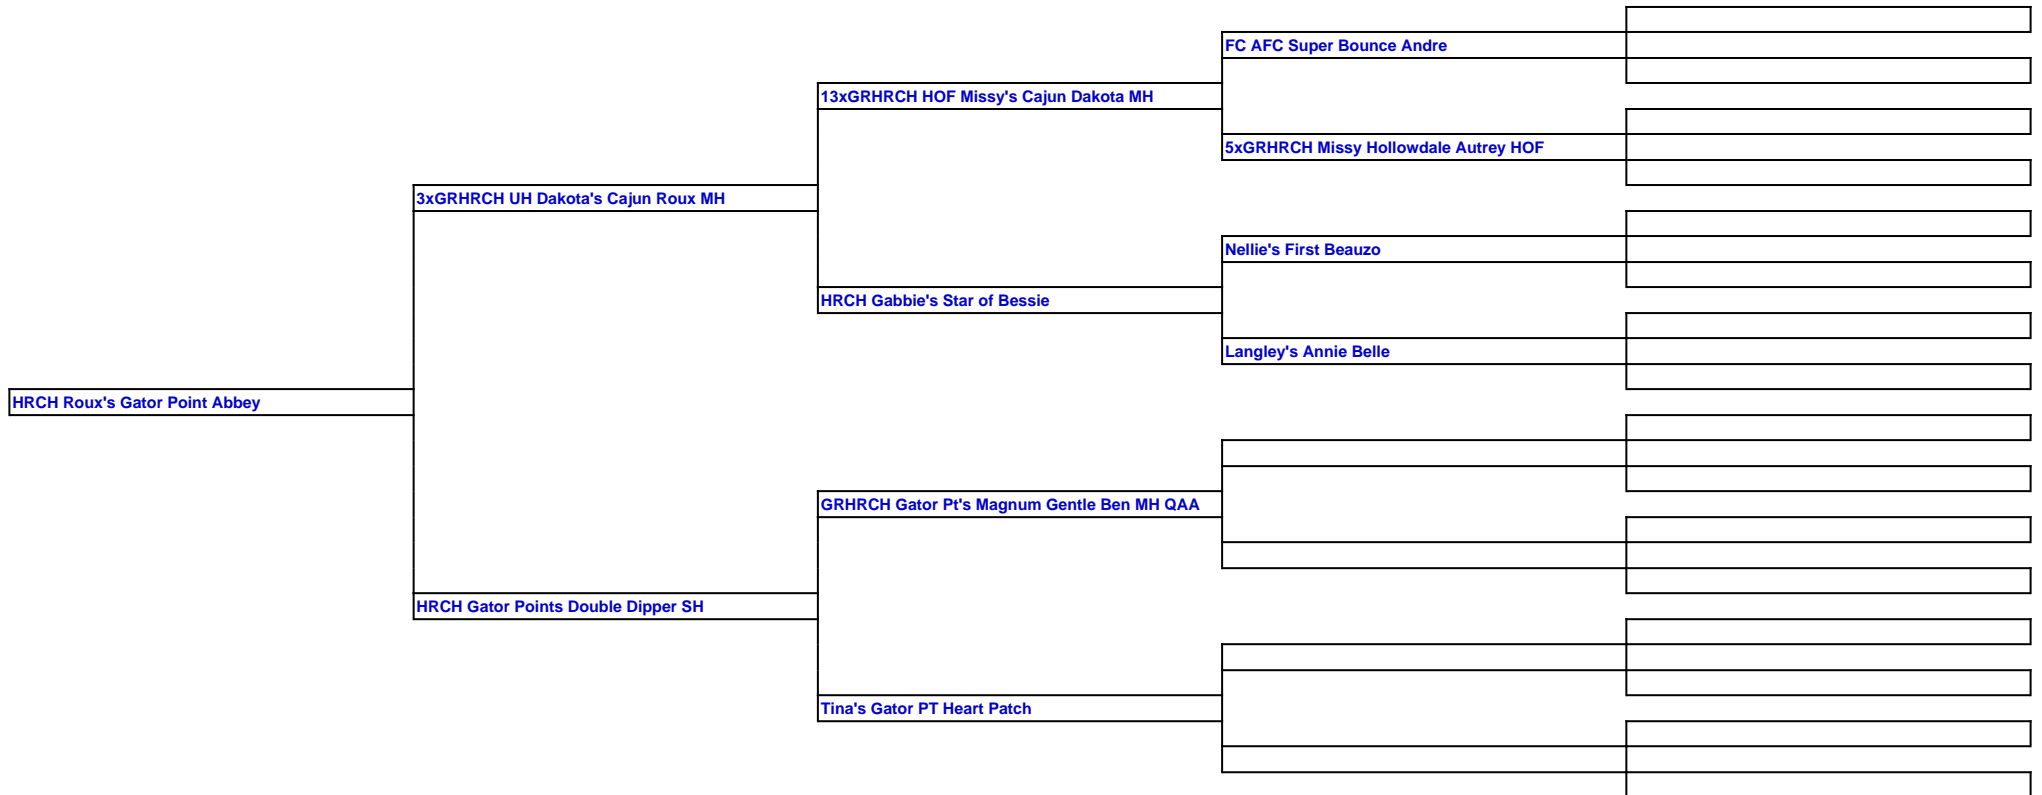 FC AFC Super Bounce Andre
13xGRHRCH HOF Missy's Cajun Dakota MH
5xGRHRCH Missy Hollowdale Autrey HOF
3xGRHRCH UH Dakota's Cajun Roux MH
Nellie's First Beauzo
HRCH Gabbie's Star of Bessie
Langley's Annie Belle
HRCH Roux's Gator Point Abbey
GRHRCH Gator Pt's Magnum Gentle Ben MH QAA
HRCH Gator Points Double Dipper SH
Tina's Gator PT Heart Patch